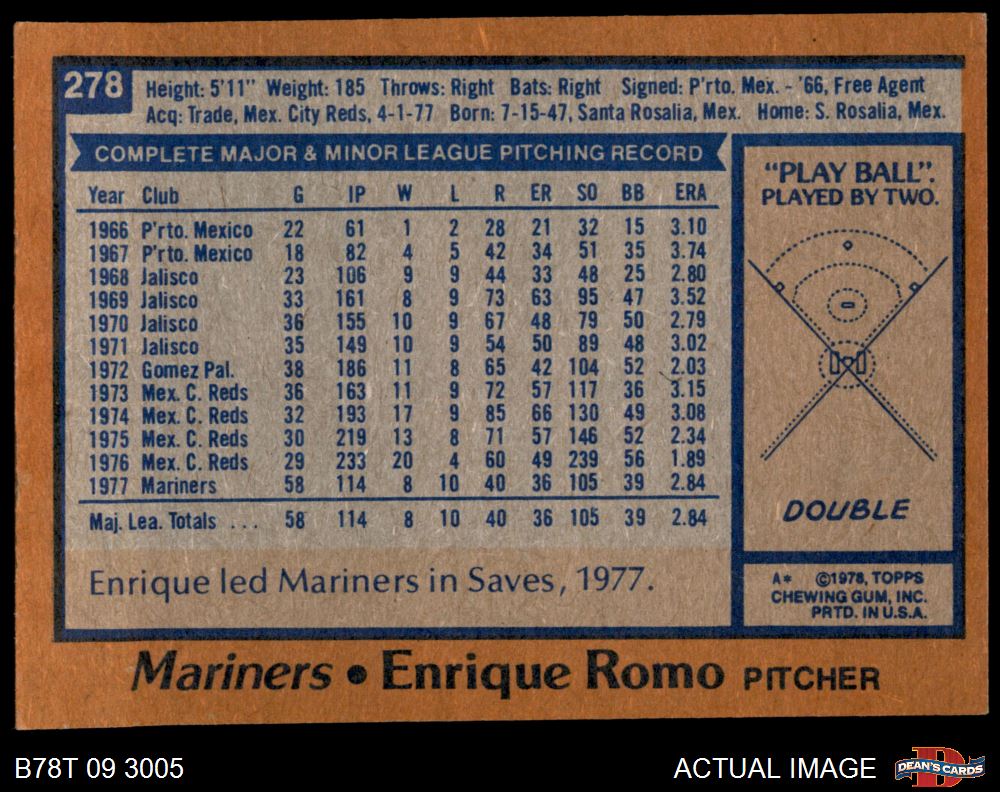 278
Height: 5'11" Weight: 185 Throws: Right Bats: Right Signed: P'rto. Mex. - '66, Free Agent
Acq: Trade, Mex. City Reds, 4-1-77 Born: 7-15-47, Santa Rosalia, Mex. Home: S. Rosalia, Mex.
COMPLETE MAJOR & MINOR LEAGUE PITCHING RECORD
Year Club G IP W L R ER SO BB ERA
1966 P'rto. Mexico 22 61 1 2 28 21 32 15 3.10
1967 P'rto. Mexico 18 82 4 5 42 34 51 35 3.74
1968 Jalisco 23 106 9 9 44 33 48 25 2.80
1969 Jalisco 33 161 8 9 73 63 95 47 3.52
1970 Jalisco 36 155 10 9 67 48 79 50 2.79
1971 Jalisco 35 149 10 9 54 50 89 48 3.02
1972 Gomez Pal. 38 186 11 8 65 42 104 52 2.03
1973 Mex. C. Reds 36 163 11 9 72 57 117 36 3.15
1974 Mex. C. Reds 32 193 17 9 85 66 130 49 3.08
1975 Mex. C. Reds 30 219 13 8 71 57 146 52 2.34
1976 Mex. C. Reds 29 233 20 4 60 49 239 56 1.89
1977 Mariners 58 114 8 10 40 36 105 39 2.84
Maj. Lea. Totals ... 58 114 8 10 40 36 105 39 2.84
Enrique led Mariners in Saves, 1977.
"PLAY BALL".
PLAYED BY TWO.
DOUBLE
A* ©1978, TOPPS
CHEWING GUM, INC.
PRTD. IN U.S.A.
Mariners • Enrique Romo PITCHER
B78T 09 3005
ACTUAL IMAGE
D
DEAN'S CARDS